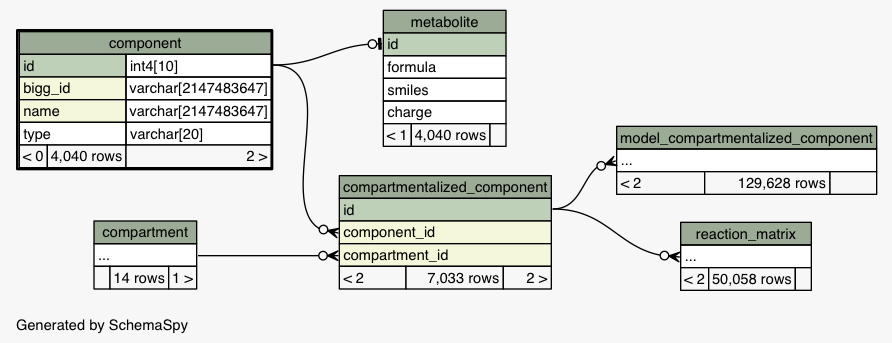 component
id int4[10]
bigg_id varchar[2147483647]
name varchar[2147483647]
type varchar[20]
< 0 4,040 rows 2 >
metabolite
id
formula
smiles
charge
< 1 4,040 rows
model_compartmentalized_component
...
< 2 129,628 rows
compartmentalized_component
id
component_id
compartment_id
< 2 7,033 rows 2 >
compartment
...
14 rows 1 >
reaction_matrix
...
< 2 50,058 rows
Generated by SchemaSpy